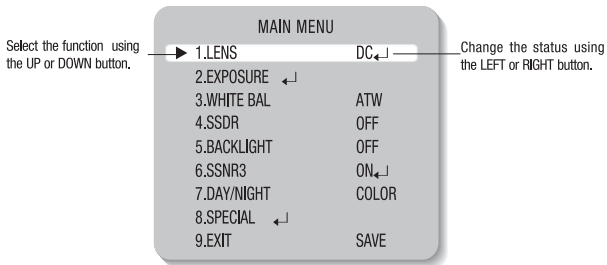 MAIN MENU
Select the function using
the UP or DOWN button.
1.LENS DC↵
Change the status using
the LEFT or RIGHT button.
2.EXPOSURE ↵
3.WHITE BAL ATW
4.SSDR OFF
5.BACKLIGHT OFF
6.SSNR3 ON↵
7.DAY/NIGHT COLOR
8.SPECIAL ↵
9.EXIT SAVE